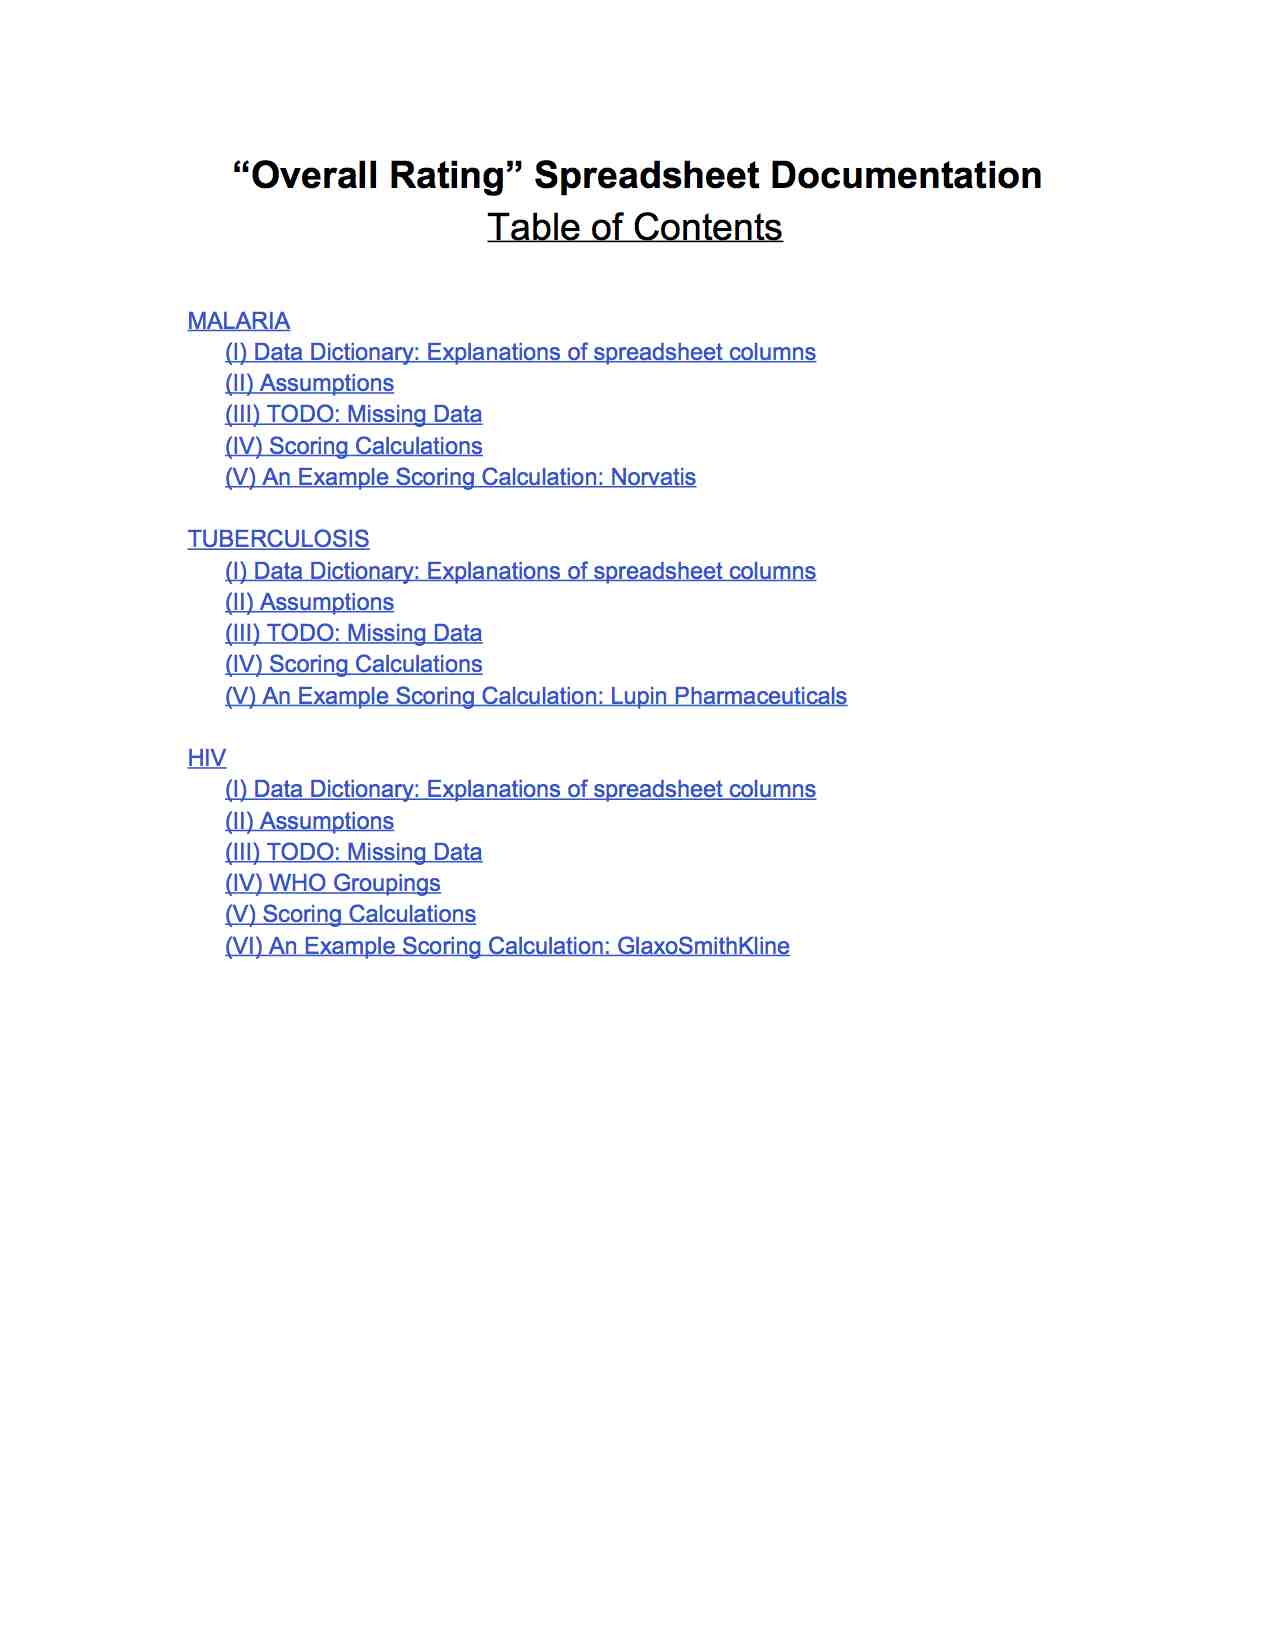 “Overall Rating” Spreadsheet Documentation
Table of Contents
MALARIA
(I) Data Dictionary: Explanations of spreadsheet columns
(II) Assumptions
(III) TODO: Missing Data
(IV) Scoring Calculations
(V) An Example Scoring Calculation: Norvatis
TUBERCULOSIS
(I) Data Dictionary: Explanations of spreadsheet columns
(II) Assumptions
(III) TODO: Missing Data
(IV) Scoring Calculations
(V) An Example Scoring Calculation: Lupin Pharmaceuticals
HIV
(I) Data Dictionary: Explanations of spreadsheet columns
(II) Assumptions
(III) TODO: Missing Data
(IV) WHO Groupings
(V) Scoring Calculations
(VI) An Example Scoring Calculation: GlaxoSmithKline